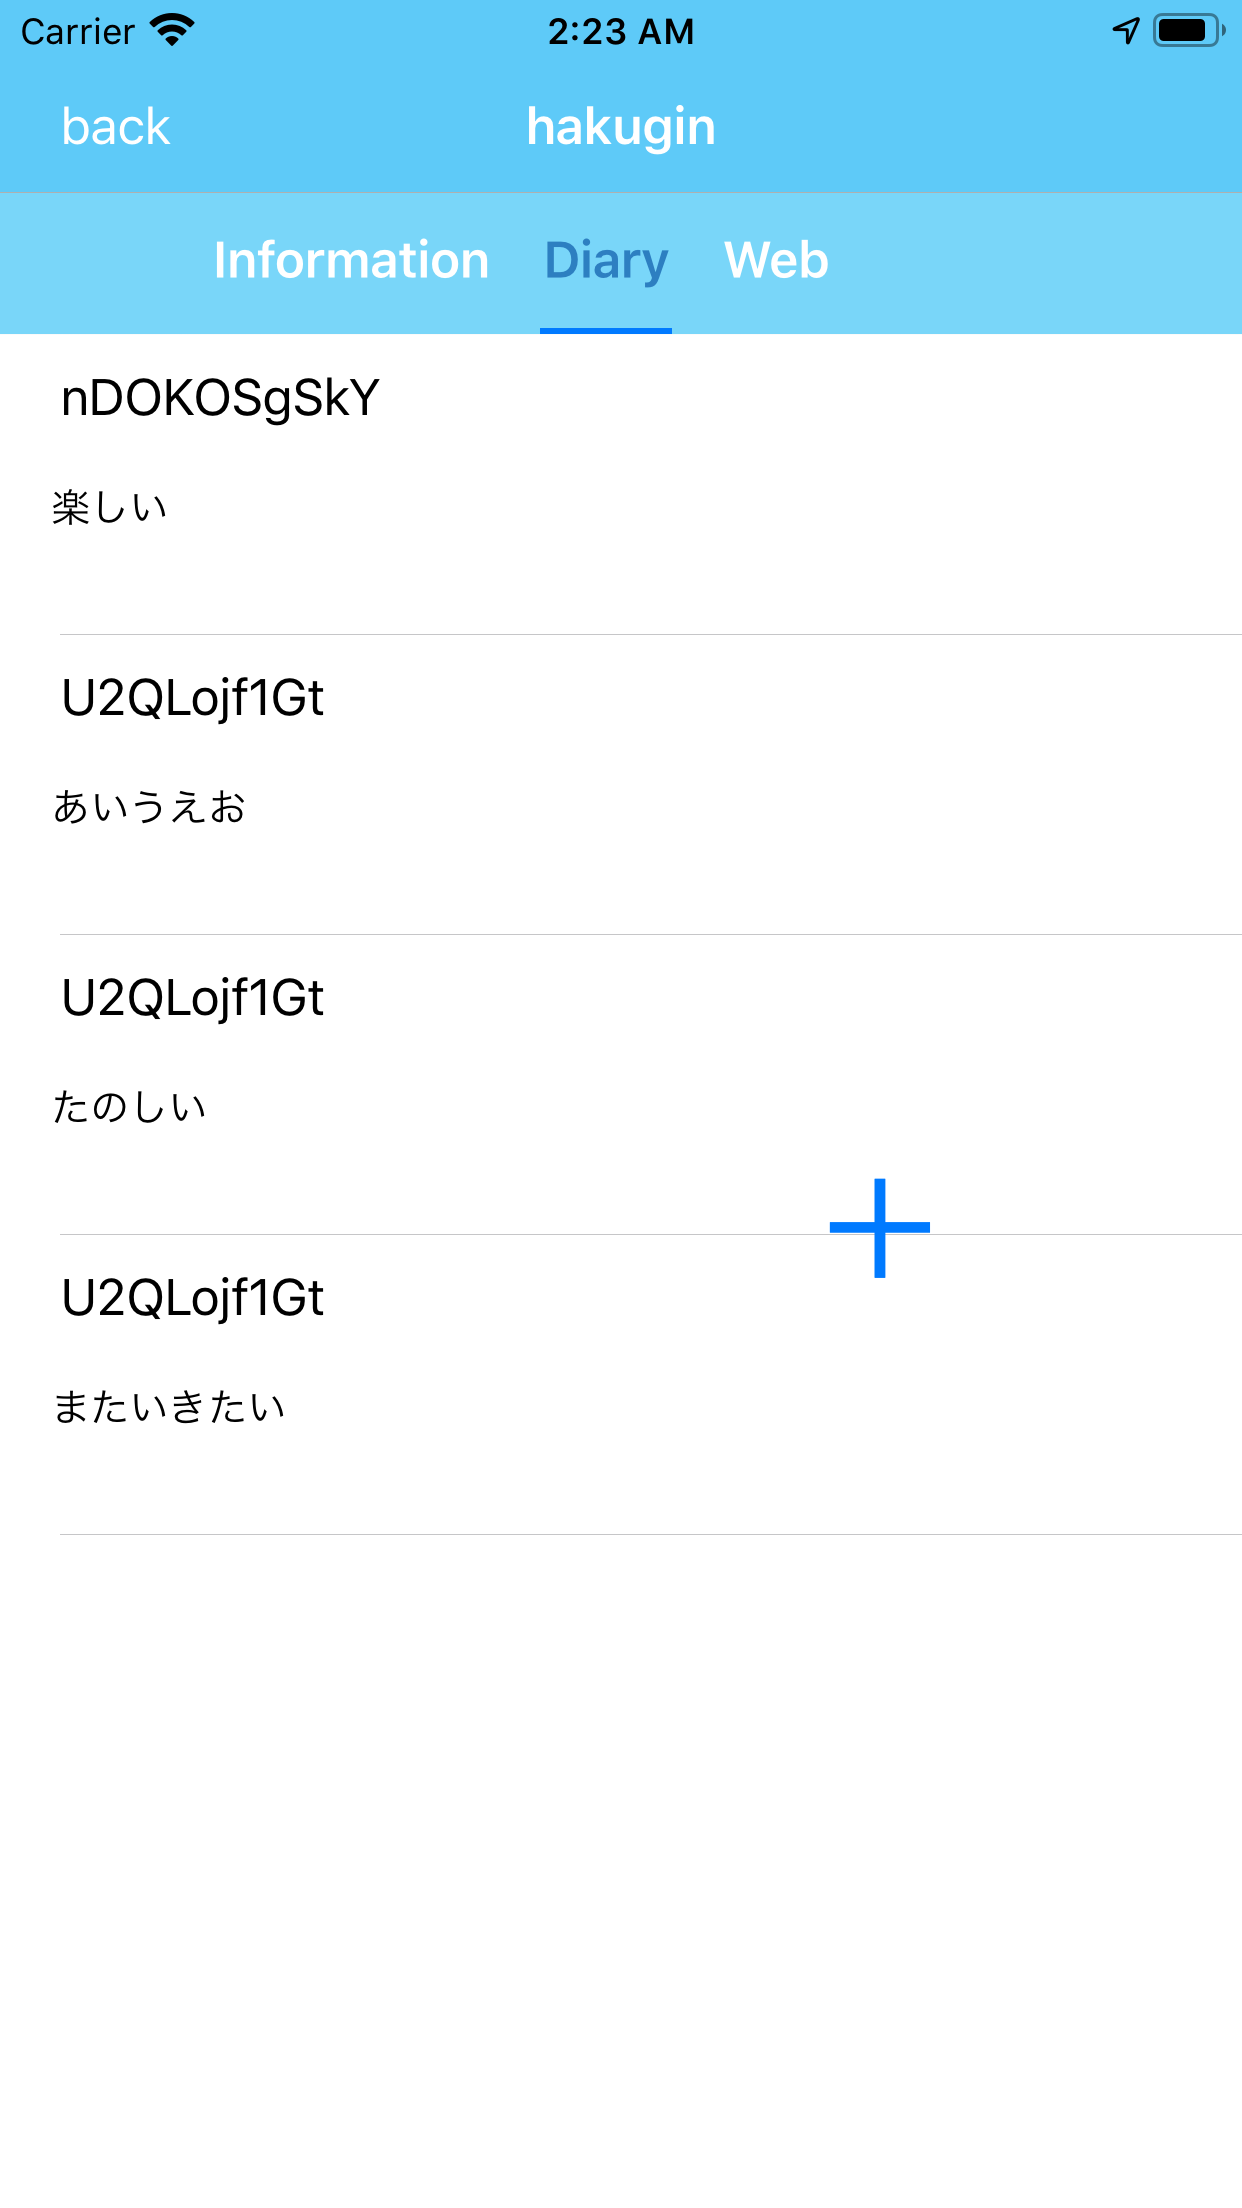 Carrier 2:23 AM
back hakugin
Information Diary Web
nDOKOSgSkY
楽しい
U2QLojf1Gt
あいうえお
U2QLojf1Gt
たのしい
U2QLojf1Gt
またいきたい